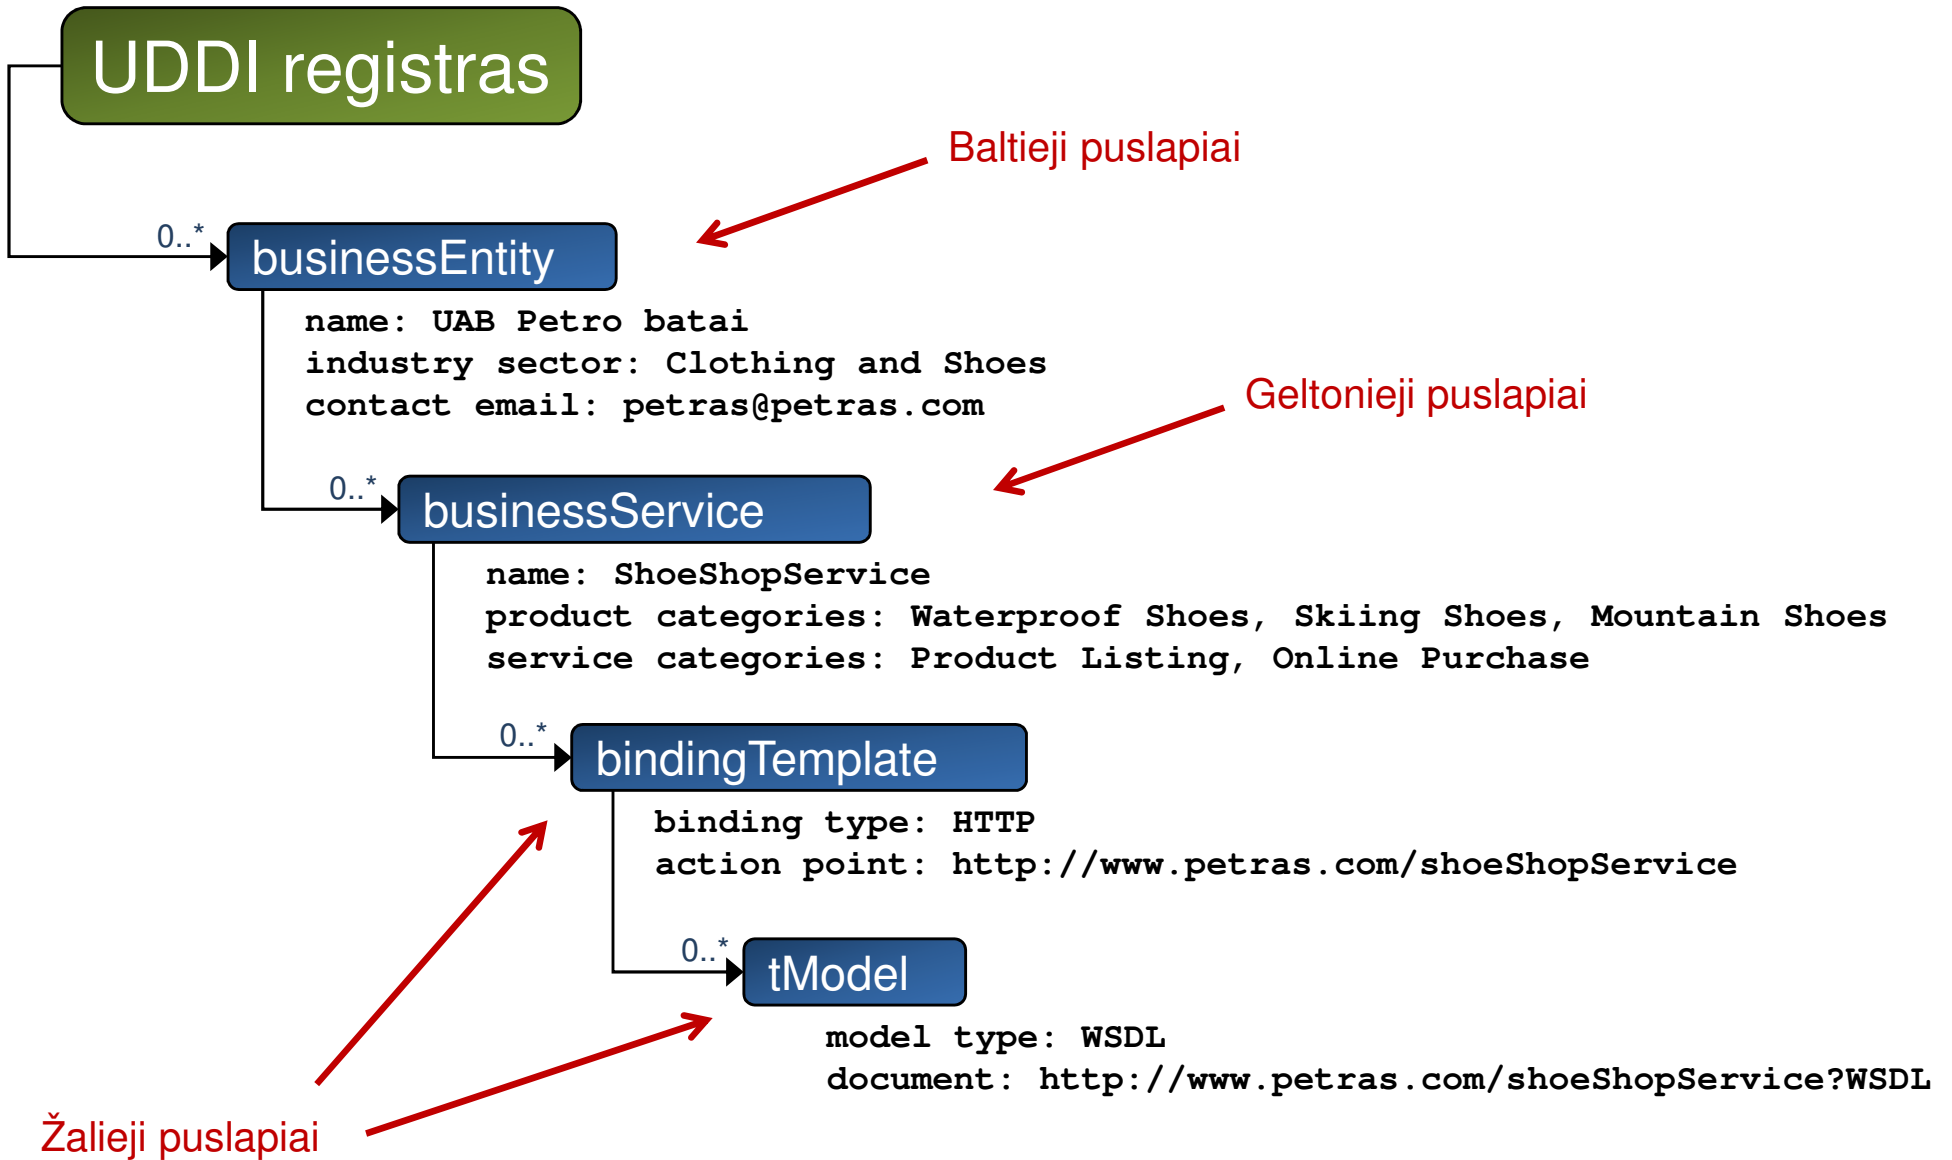 UDDI registras
Baltieji puslapiai
0..*
businessEntity
name: UAB Petro batai
industry sector: Clothing and Shoes
contact email: petras@petras.com
Geltonieji puslapiai
0..*
businessService
name: ShoeShopService
product categories: Waterproof Shoes, Skiing Shoes, Mountain Shoes
service categories: Product Listing, Online Purchase
0..*
bindingTemplate
binding type: HTTP
action point: http://www.petras.com/shoeShopService
0..*
tModel
model type: WSDL
document: http://www.petras.com/shoeShopService?WSDL
Žalieji puslapiai